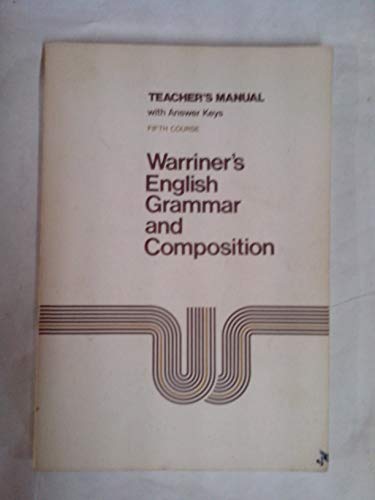 TEACHER'S MANUAL
with Answer Keys
FIFTH COURSE
Warriner's
English
Grammar
and
Composition